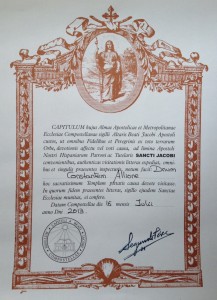 CAPITULUM hujus Almae Apostolicae et Metropolitanae
Ecclesiae Compostellanae sigilli Altaris Beati Jacobi Apostoli
custos, ut omnibus Fidelibus et Peregrinis ex toto terrarum
Orbe, devotionis affectu vel voti causa, ad limina Apostoli
Nostri Hispaniarum Patroni ac Tutelaris SANCTI JACOBI
convenientibus, authenticas visitationis litteras expediat, omni-
bus et singulis praesentes inspecturis, notum facit: Dnum
hoc sacratissimum Templum pietatis causa devote visitasse.
In quorum fidem praesentes litteras, sigillo ejusdem Sanctae
Ecclesiae munitas, ei confero.
Datum Compostellae die 16 mensis Julii
anno Dni 2013